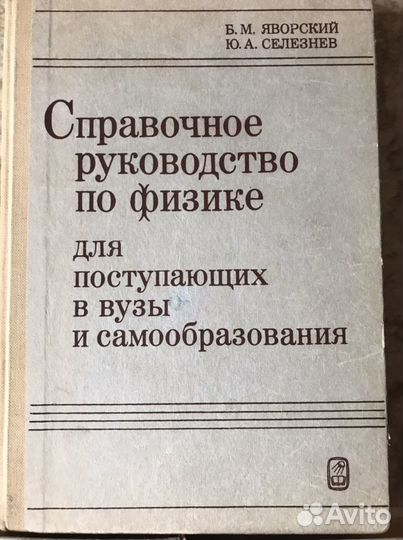 Б. М. ЯВОРСКИЙ
Ю. А. СЕЛЕЗНЕВ
Справочное
руководство
по физике
для
поступающих
в вузы
и самообразования
Avito